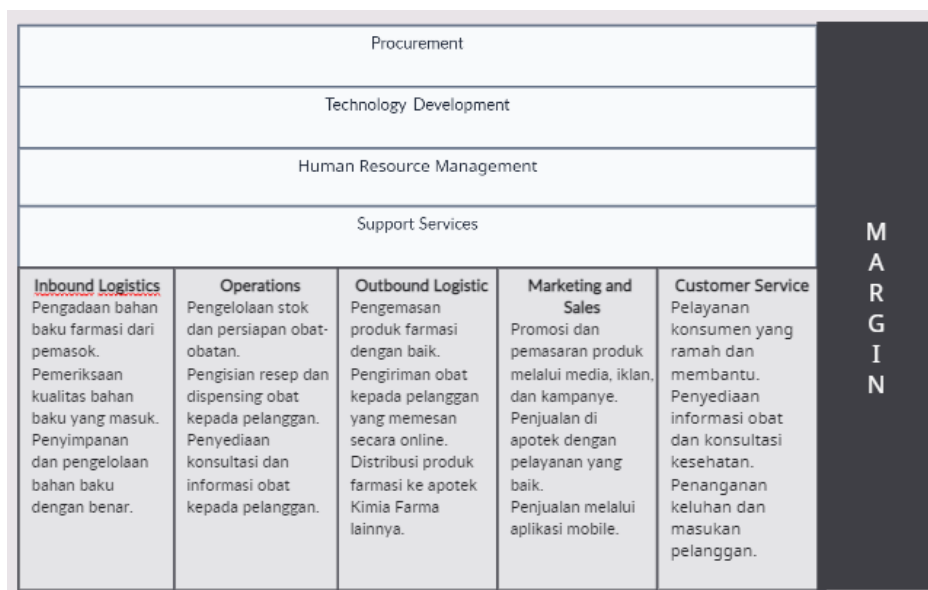 Procurement
Technology Development
Human Resource Management
Support Services
Inbound Logistics
Pengadaan bahan
baku farmasi dari
pemasok.
Pemeriksaan
kualitas bahan
baku yang masuk.
Penyimpanan
dan pengelolaan
bahan baku
dengan benar.
Operations
Pengelolaan stok
dan persiapan obat-
obatan.
Pengisian resep dan
dispensing obat
kepada pelanggan.
Penyediaan
konsultasi dan
informasi obat
kepada pelanggan.
Outbound Logistic
Pengemasan
produk farmasi
dengan baik.
Pengiriman obat
kepada pelanggan
yang memesan
secara online.
Distribusi produk
farmasi ke apotek
Kimia Farma
lainnya.
Marketing and
Sales
Promosi dan
pemasaran produk
melalui media, iklan,
dan kampanye.
Penjualan di
apotek dengan
pelayanan yang
baik.
Penjualan melalui
aplikasi mobile.
Customer Service
Pelayanan
konsumen yang
ramah dan
membantu.
Penyediaan
informasi obat
dan konsultasi
kesehatan.
Penanganan
keluhan dan
masukan
pelanggan.
M
A
R
G
I
N